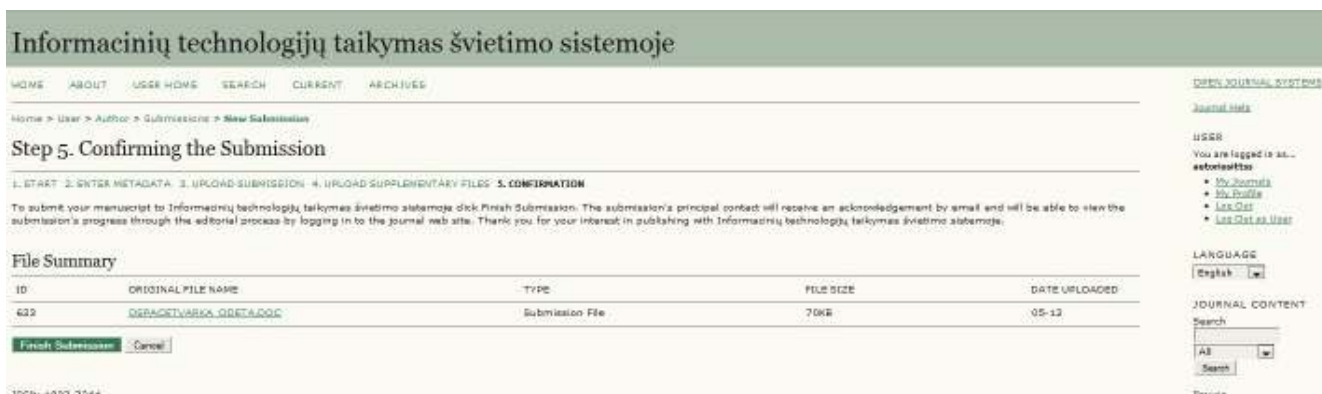 Informacinių technologijų taikymas švietimo sistemoje
HOME ABOUT USER HOME SEARCH CURRENT ARCHIVES
Home > User > Author > Submissions > New Submission
Step 5. Confirming the Submission
1. START 2. ENTER METADATA 3. UPLOAD SUBMISSION 4. UPLOAD SUPPLEMENTARY FILES 5. CONFIRMATION
To submit your manuscript to Informacinių technologijų taikymas švietimo sistemoje click Finish Submission. The submission's principal contact will receive an acknowledgement by email and will be able to view the
submission's progress through the editorial process by logging in to the journal web site. Thank you for your interest in publishing with Informacinių technologijų taikymas švietimo sistemoje.
File Summary
ID ORIGINAL FILE NAME TYPE FILE SIZE DATE UPLOADED
623 ODETA.DOC Submission File 70KB 05-12
Finish Submission Cancel
OPEN JOURNAL SYSTEMS
Journal Help
USER
You are logged in as...
My Journals
My Profile
Log Out
Log Out as User
LANGUAGE
English
JOURNAL CONTENT
Search
All
Search